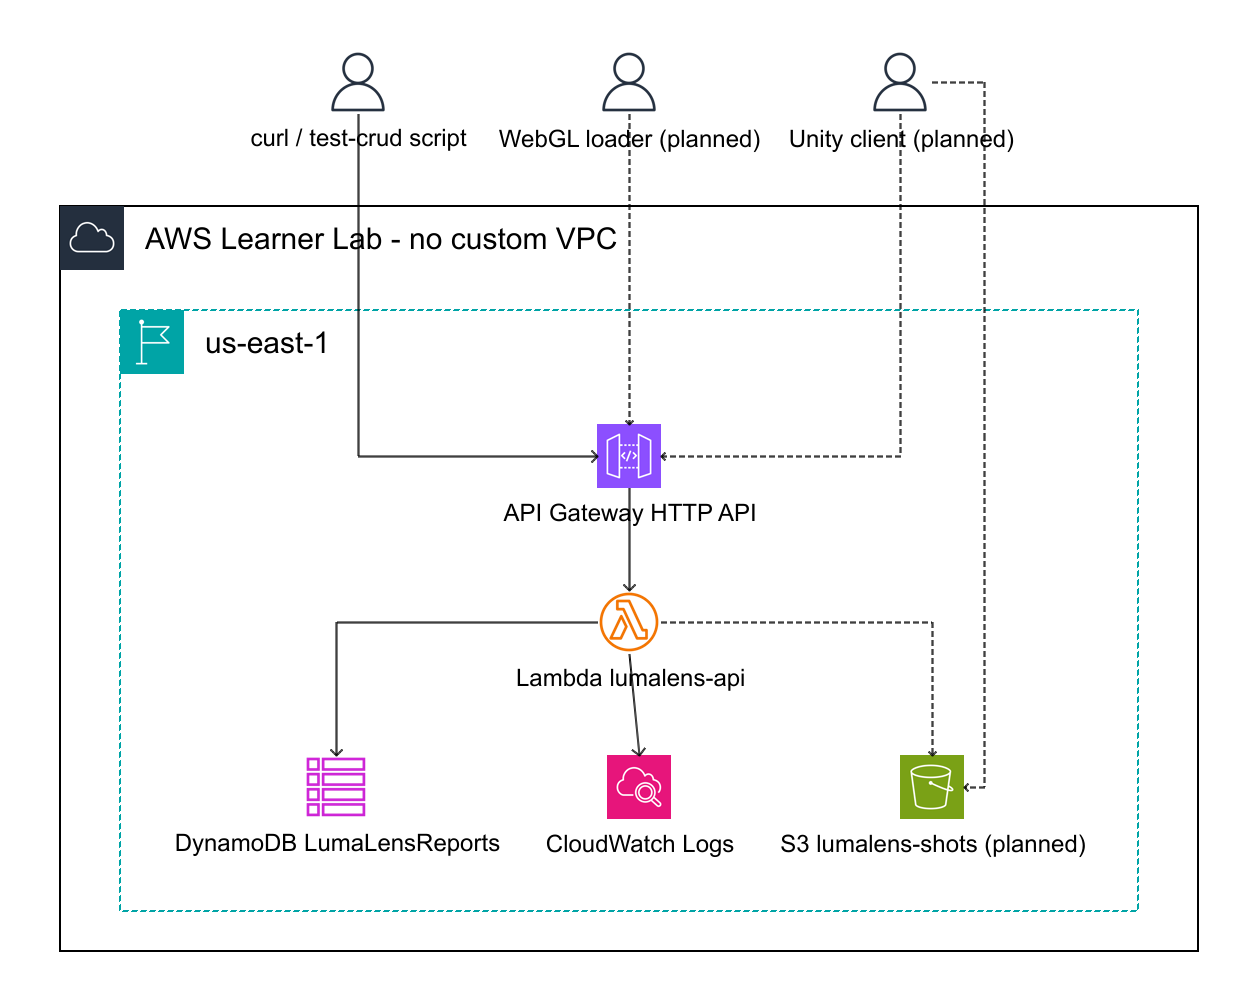 curl / test-crud script
WebGL loader (planned)
Unity client (planned)
AWS Learner Lab - no custom VPC
us-east-1
</>
API Gateway HTTP API
Lambda lumalens-api
DynamoDB LumaLensReports
CloudWatch Logs
S3 lumalens-shots (planned)